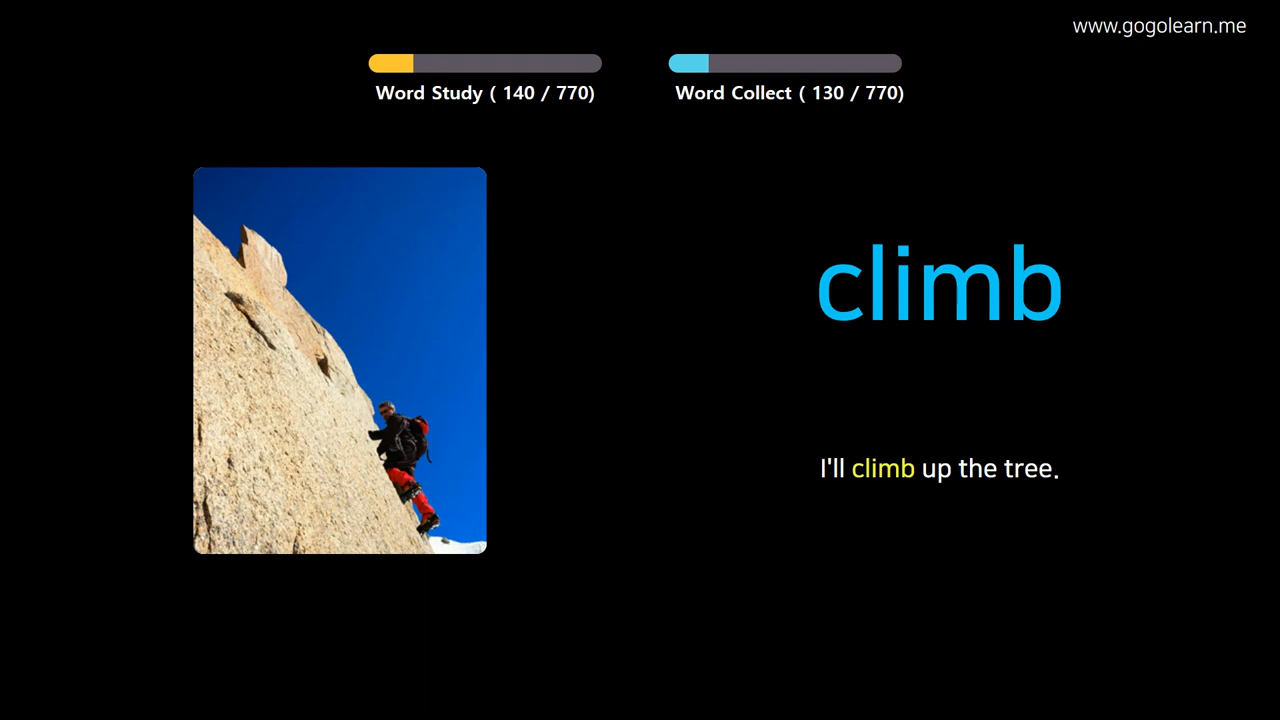 www.gogolearn.me
Word Study ( 140 / 770)
Word Collect ( 130 / 770)
climb
I'll climb up the tree.